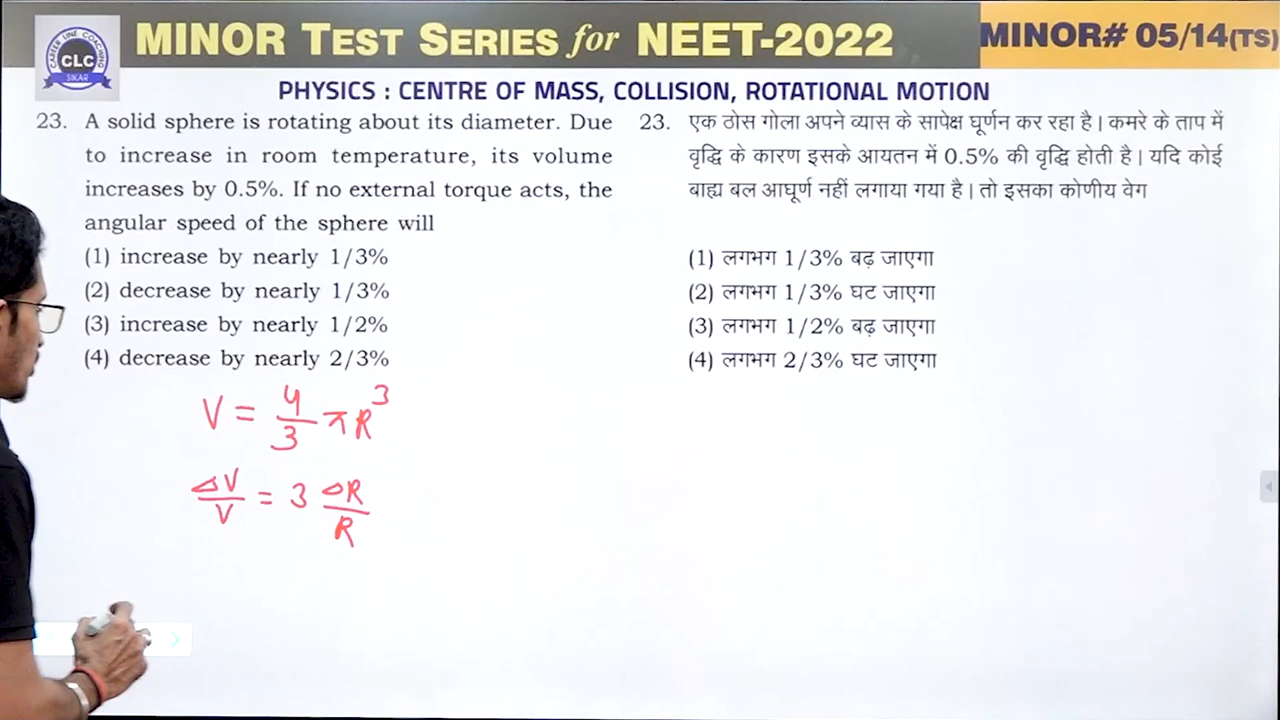 CAREER LINE COACHING
CLC
SIKAR
MINOR TEST SERIES for NEET-2022
MINOR# 05/14(TS)
PHYSICS : CENTRE OF MASS, COLLISION, ROTATIONAL MOTION
23. A solid sphere is rotating about its diameter. Due
to increase in room temperature, its volume
increases by 0.5%. If no external torque acts, the
angular speed of the sphere will
(1) increase by nearly 1/3%
(2) decrease by nearly 1/3%
(3) increase by nearly 1/2%
(4) decrease by nearly 2/3%
23. एक ठोस गोला अपने व्यास के सापेक्ष घूर्णन कर रहा है। कमरे के ताप में
वृद्धि के कारण इसके आयतन में 0.5% की वृद्धि होती है। यदि कोई
बाह्य बल आघूर्ण नहीं लगाया गया है। तो इसका कोणीय वेग
(1) लगभग 1/3% बढ़ जाएगा
(2) लगभग 1/3% घट जाएगा
(3) लगभग 1/2% बढ़ जाएगा
(4) लगभग 2/3% घट जाएगा
V = 4/3 πR³
ΔV/V = 3 ΔR/R